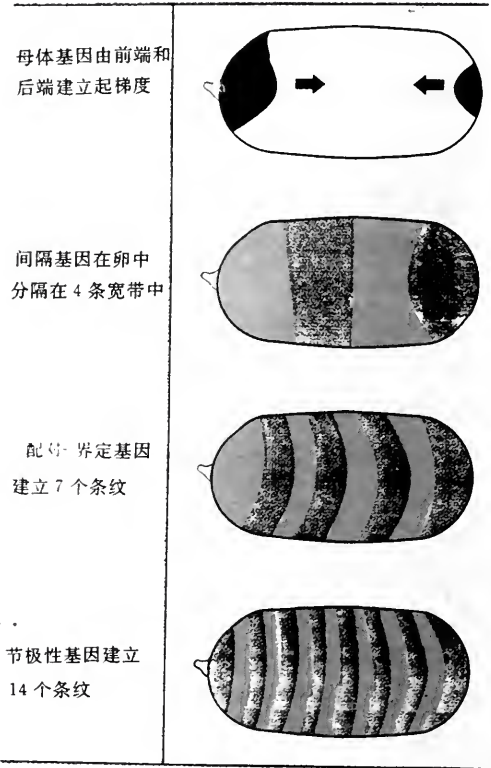 母体基因由前端和
后端建立起梯度
间隔基因在卵中
分隔在 4 条宽带中
配对-界定基因
建立 7 个条纹
节极性基因建立
14 个条纹